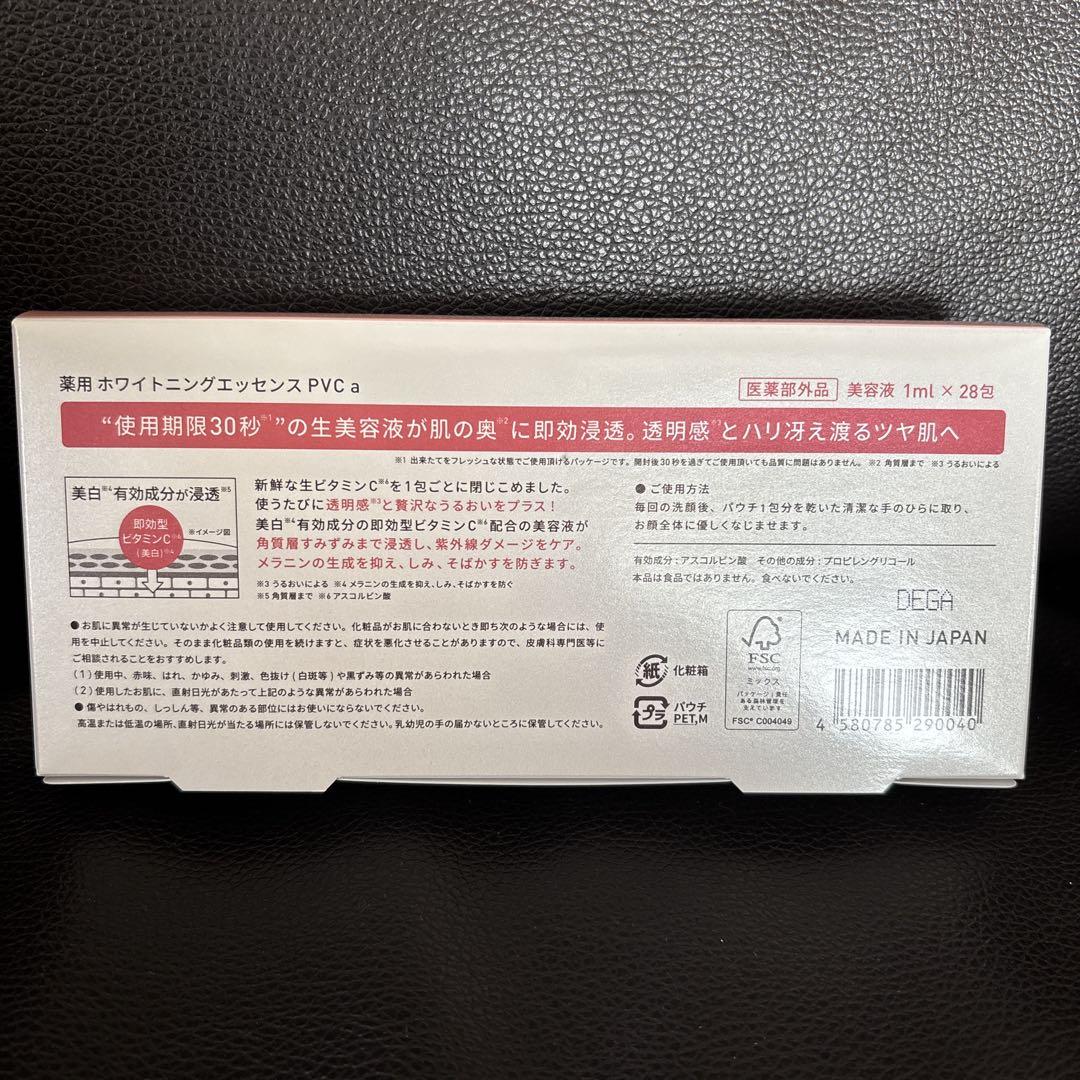 薬用 ホワイトニングエッセンス PVC a
医薬部外品 美容液 1ml × 28包
“使用期限30秒※1”の生美容液が肌の奥※2に即効浸透。透明感※3とハリ冴え渡るツヤ肌へ
※1 出来たてをフレッシュな状態でご使用頂けるパッケージです。開封後30秒を過ぎてご使用頂いても品質に問題はありません。 ※2 角質層まで ※3 うるおいによる
美白※4有効成分が浸透※5
即効型
ビタミンC※6
(美白)※4
※イメージ図
新鮮な生ビタミンC※6を1包ごとに閉じこめました。
使うたびに透明感※3と贅沢なうるおいをプラス!
美白※4有効成分の即効型ビタミンC※6配合の美容液が
角質層すみずみまで浸透し、紫外線ダメージをケア。
メラニンの生成を抑え、しみ、そばかすを防ぎます。
※3 うるおいによる ※4 メラニンの生成を抑え、しみ、そばかすを防ぐ
※5 角質層まで ※6 アスコルビン酸
●お肌に異常が生じていないかよく注意して使用してください。化粧品がお肌に合わないとき即ち次のような場合には、使
用を中止してください。そのまま化粧品類の使用を続けますと、症状を悪化させることがありますので、皮膚科専門医等に
ご相談されることをおすすめします。
(1)使用中、赤味、はれ、かゆみ、刺激、色抜け(白斑等)や黒ずみ等の異常があらわれた場合
(2)使用したお肌に、直射日光があたって上記のような異常があらわれた場合
●傷やはれもの、しっしん等、異常のある部位にはお使いにならないでください。
高温または低温の場所、直射日光が当たる場所には保管しないでください。乳幼児の手の届かないところに保管してください。
●ご使用方法
毎回の洗顔後、パウチ1包分を乾いた清潔な手のひらに取り、
お顔全体に優しくなじませます。
有効成分:アスコルビン酸 その他の成分:プロピレングリコール
本品は食品ではありません。食べないでください。
DEGA
紙 化粧箱
プラ パウチ
PET,M
FSC
www.fsc.org
ミックス
パッケージ|責任
ある森林管理を
支えています
FSC® C004049
MADE IN JAPAN
4 580785 290040